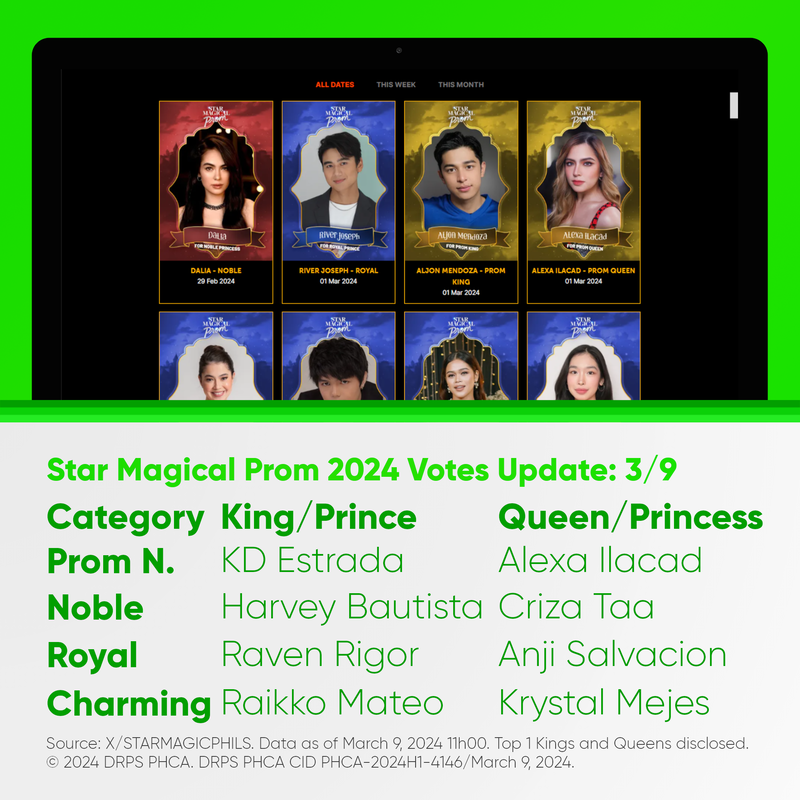 ALL DATES THIS WEEK THIS MONTH
STAR MAGICAL Prom STAR MAGICAL Prom STAR MAGICAL Prom STAR MAGICAL Prom
Dalia River Joseph Aljon Mendoza Alexa Ilacad
FOR NOBLE PRINCESS FOR ROYAL PRINCE FOR PROM KING FOR PROM QUEEN
DALIA - NOBLE RIVER JOSEPH - ROYAL ALJON MENDOZA - PROM ALEXA ILACAD - PROM QUEEN
29 Feb 2024 01 Mar 2024 KING 01 Mar 2024
01 Mar 2024
STAR MAGICAL Prom STAR MAGICAL Prom STAR MAGICAL Prom STAR MAGICAL Prom
Star Magical Prom 2024 Votes Update: 3/9
Category King/Prince Queen/Princess
Prom N. KD Estrada Alexa Ilacad
Noble Harvey Bautista Criza Taa
Royal Raven Rigor Anji Salvacion
Charming Raikko Mateo Krystal Mejes
Source: X/STARMAGICPHILS. Data as of March 9, 2024 11h00. Top 1 Kings and Queens disclosed.
© 2024 DRPS PHCA. DRPS PHCA CID PHCA-2024H1-4146/March 9, 2024.